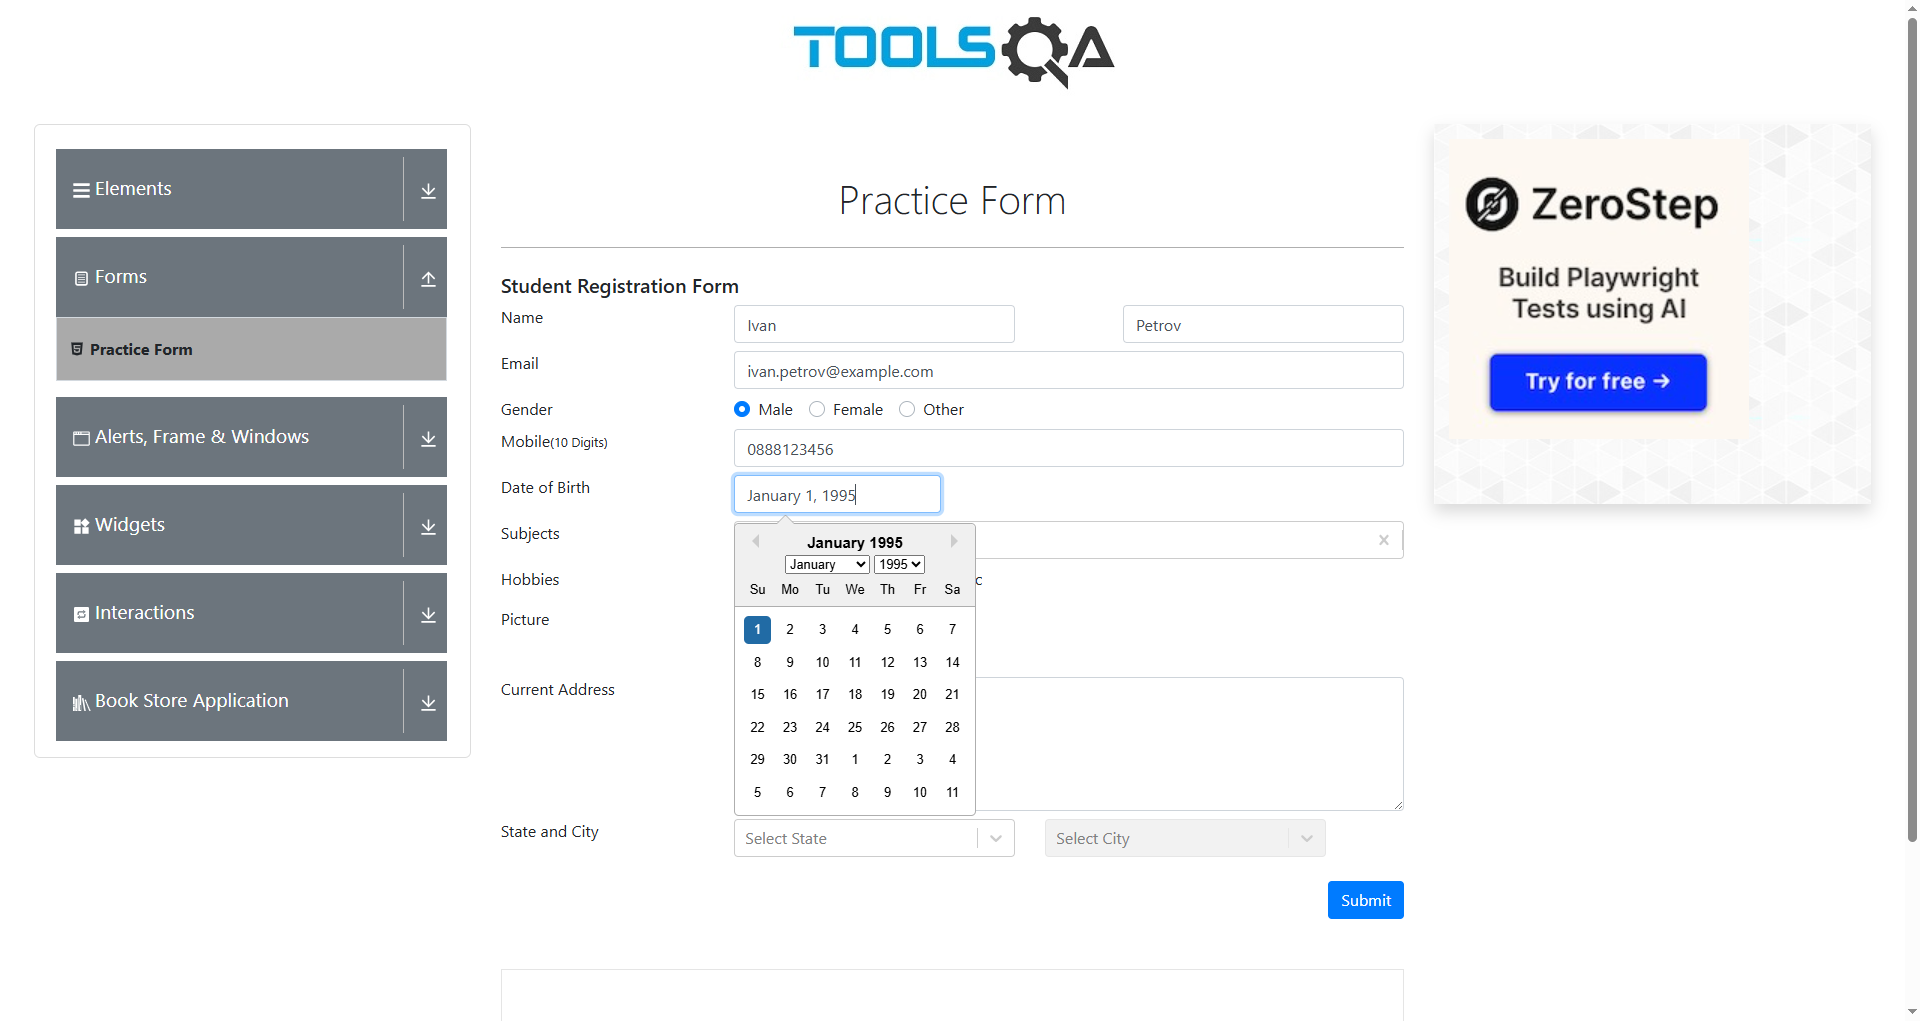 TOOLSQA
Elements
Forms
Practice Form
Alerts, Frame & Windows
Widgets
Interactions
Book Store Application
Practice Form
Student Registration Form
Name
Ivan
Petrov
Email
ivan.petrov@example.com
Gender
Male
Female
Other
Mobile(10 Digits)
0888123456
Date of Birth
January 1, 1995
Subjects
January 1995
January
1995
Su Mo Tu We Th Fr Sa
1 2 3 4 5 6 7
8 9 10 11 12 13 14
15 16 17 18 19 20 21
22 23 24 25 26 27 28
29 30 31 1 2 3 4
5 6 7 8 9 10 11
Hobbies
c
Picture
Current Address
State and City
Select State
Select City
Submit
ZeroStep
Build Playwright
Tests using AI
Try for free →